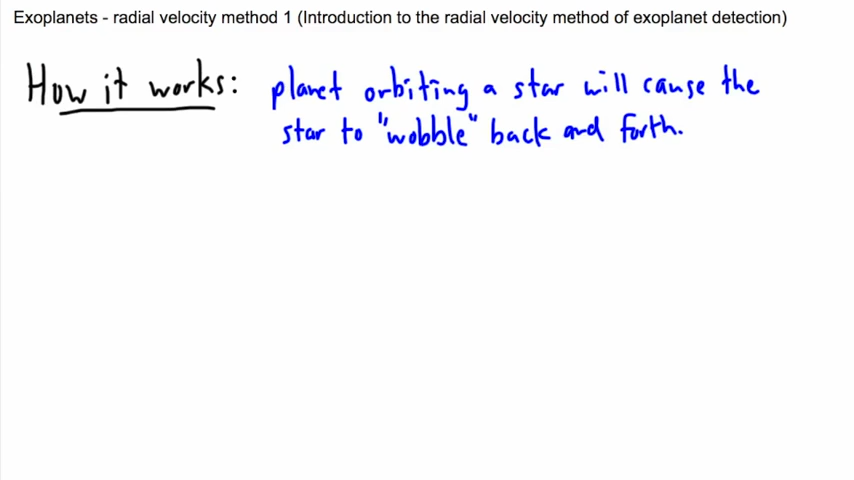 Exoplanets - radial velocity method 1 (Introduction to the radial velocity method of exoplanet detection)
How it works: planet orbiting a star will cause the
star to "wobble" back and forth.